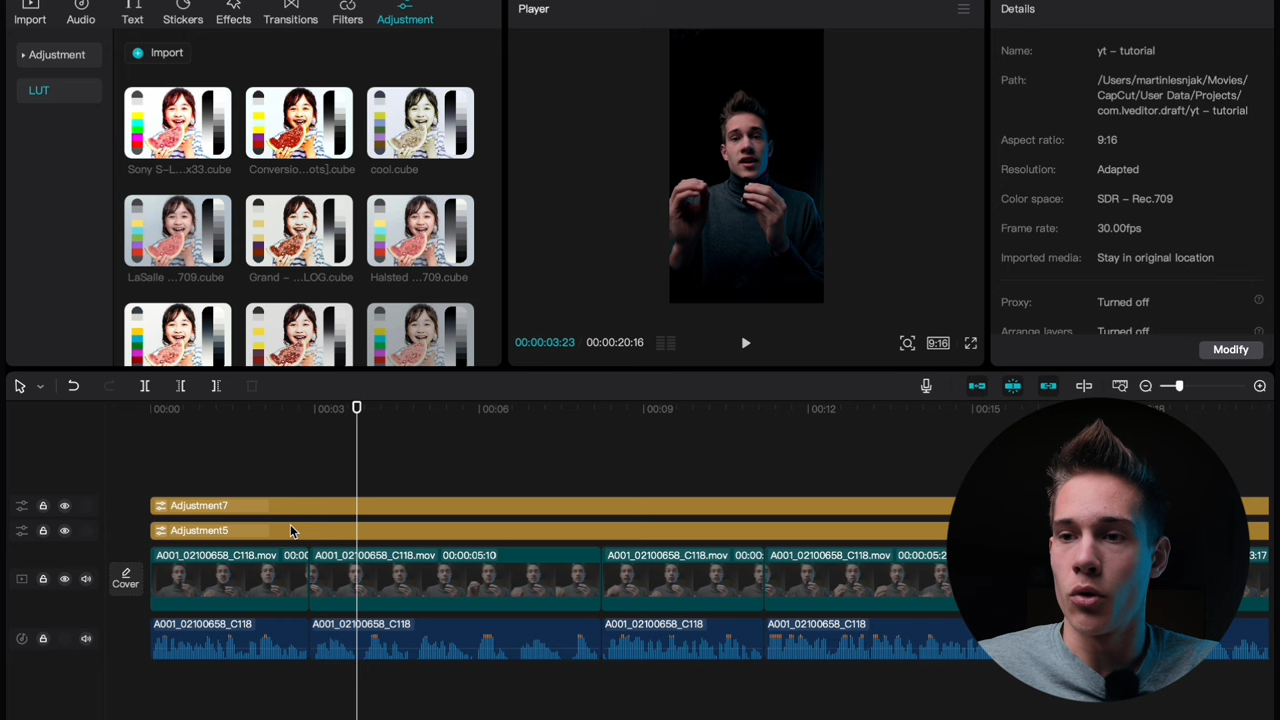 Import Audio Text Stickers Effects Transitions Filters Adjustment
Adjustment
LUT
Import
Sony S-L...x33.cube Conversio...ots].cube cool.cube
LaSalle ...709.cube Grand - ...LOG.cube Halsted ...709.cube
Player
00:00:03:23 / 00:00:20:16
9:16
Details
Name: yt - tutorial
Path: /Users/martinlesnjak/Movies/
CapCut/User Data/Projects/
com.lveditor.draft/yt - tutorial
Aspect ratio: 9:16
Resolution: Adapted
Color space: SDR - Rec.709
Frame rate: 30.00fps
Imported media: Stay in original location
Proxy: Turned off
Arrange layers Turned off
Modify
00:00 00:03 00:06 00:09 00:12 00:15 :18
Adjustment7
Adjustment5
Cover
A001_02100658_C118.mov 00:00 A001_02100658_C118.mov 00:00:05:10 A001_02100658_C118.mov 00:00: A001_02100658_C118.mov 00:00:05:2 3:17
A001_02100658_C118 A001_02100658_C118 A001_02100658_C118 A001_02100658_C118